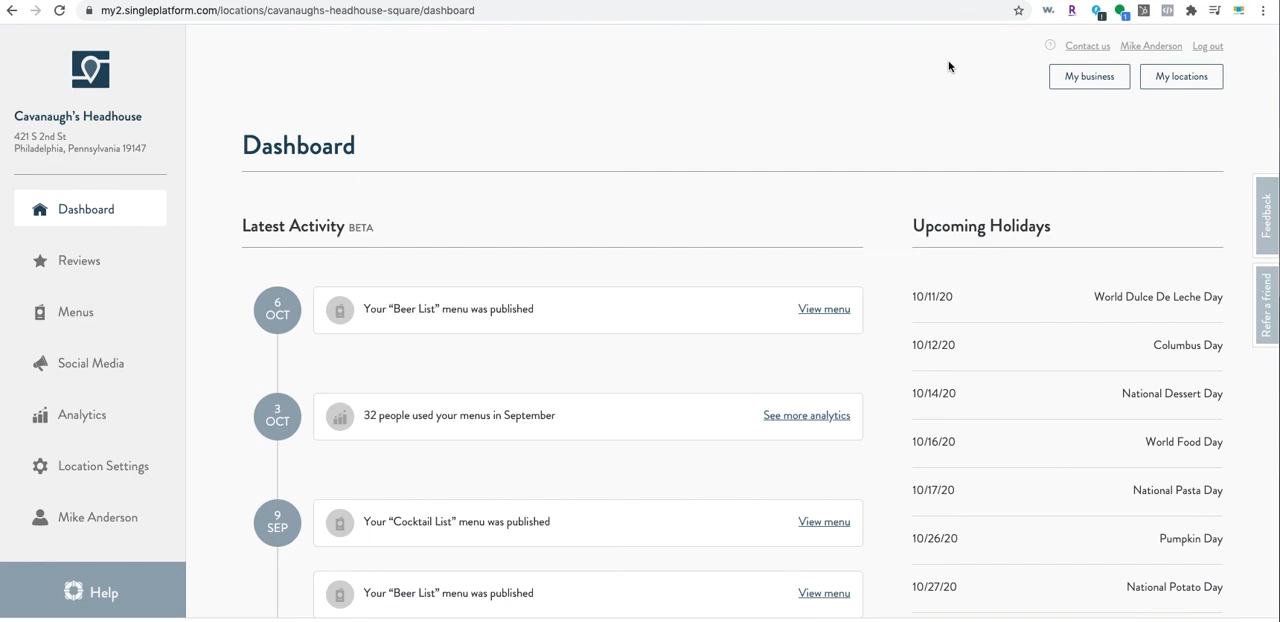 my2.singleplatform.com/locations/cavanaughs-headhouse-square/dashboard
Contact us
Mike Anderson
Log out
My business
My locations
Cavanaugh's Headhouse
421 S 2nd St
Philadelphia, Pennsylvania 19147
Dashboard
Reviews
Menus
Social Media
Analytics
Location Settings
Mike Anderson
Help
Dashboard
Latest Activity BETA
6 OCT
Your “Beer List” menu was published
View menu
3 OCT
32 people used your menus in September
See more analytics
9 SEP
Your “Cocktail List” menu was published
View menu
Your “Beer List” menu was published
View menu
Upcoming Holidays
10/11/20 World Dulce De Leche Day
10/12/20 Columbus Day
10/14/20 National Dessert Day
10/16/20 World Food Day
10/17/20 National Pasta Day
10/26/20 Pumpkin Day
10/27/20 National Potato Day
Feedback
Refer a friend